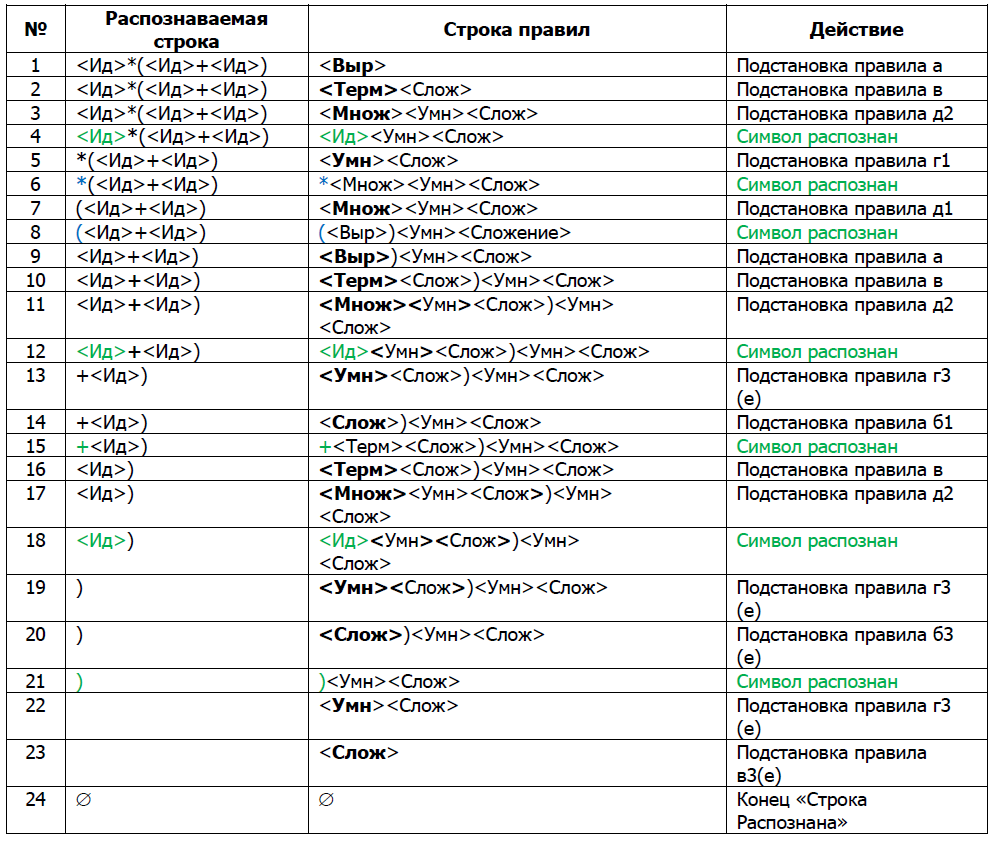 № Распознаваемая строка Строка правил Действие
1 <Ид>*(<Ид>+<Ид>) <Выр> Подстановка правила а
2 <Ид>*(<Ид>+<Ид>) <Терм><Слож> Подстановка правила в
3 <Ид>*(<Ид>+<Ид>) <Множ><Умн><Слож> Подстановка правила д2
4 <Ид>*(<Ид>+<Ид>) <Ид><Умн><Слож> Символ распознан
5 *(<Ид>+<Ид>) <Умн><Слож> Подстановка правила г1
6 *(<Ид>+<Ид>) *<Множ><Умн><Слож> Символ распознан
7 (<Ид>+<Ид>) <Множ><Умн><Слож> Подстановка правила д1
8 (<Ид>+<Ид>) (<Выр>)<Умн><Сложение> Символ распознан
9 <Ид>+<Ид>) <Выр>)<Умн><Слож> Подстановка правила а
10 <Ид>+<Ид>) <Терм><Слож>)<Умн><Слож> Подстановка правила в
11 <Ид>+<Ид>) <Множ><Умн><Слож>)<Умн> Подстановка правила д2
<Слож>
12 <Ид>+<Ид>) <Ид><Умн><Слож>)<Умн><Слож> Символ распознан
13 +<Ид>) <Умн><Слож>)<Умн><Слож> Подстановка правила г3
(е)
14 +<Ид>) <Слож>)<Умн><Слож> Подстановка правила б1
15 +<Ид>) +<Терм><Слож>)<Умн><Слож> Символ распознан
16 <Ид>) <Терм><Слож>)<Умн><Слож> Подстановка правила в
17 <Ид>) <Множ><Умн><Слож>)<Умн> Подстановка правила д2
<Слож>
18 <Ид>) <Ид><Умн><Слож>)<Умн> Символ распознан
<Слож>
19 ) <Умн><Слож>)<Умн><Слож> Подстановка правила г3
(е)
20 ) <Слож>)<Умн><Слож> Подстановка правила б3
(е)
21 ) )<Умн><Слож> Символ распознан
22 <Умн><Слож> Подстановка правила г3
(е)
23 <Слож> Подстановка правила
в3(е)
24 ∅ ∅ Конец «Строка
Распознана»